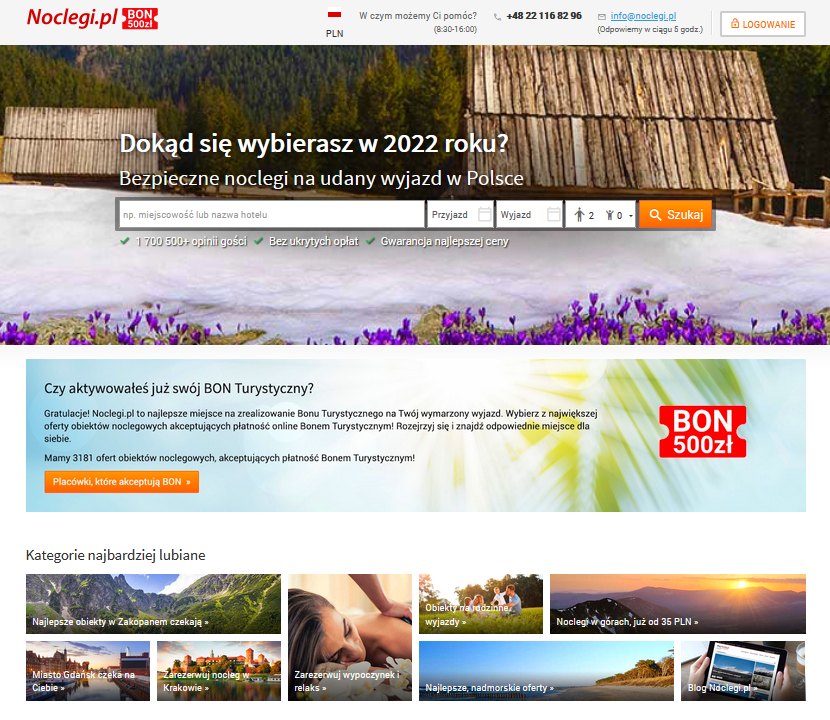 Noclegi.pl BON
500zł
PLN
W czym możemy Ci pomóc?
(8:30-16:00)
+48 22 116 82 96
info@noclegi.pl
(Odpowiemy w ciągu 5 godz.)
LOGOWANIE
Dokąd się wybierasz w 2022 roku?
Bezpieczne noclegi na udany wyjazd w Polsce
np. miejscowość lub nazwa hotelu
Przyjazd
Wyjazd
2
0
Szukaj
1 700 500+ opinii gości
Bez ukrytych opłat
Gwarancja najlepszej ceny
Czy aktywowałeś już swój BON Turystyczny?
Gratulacje! Noclegi.pl to najlepsze miejsce na zrealizowanie Bonu Turystycznego na Twój wymarzony wyjazd. Wybierz z największej
oferty obiektów noclegowych akceptujących płatność online Bonem Turystycznym! Rozejrzyj się i znajdź odpowiednie miejsce dla
siebie.
Mamy 3181 ofert obiektów noclegowych, akceptujących płatność Bonem Turystycznym!
Placówki, które akceptują BON »
BON
500zł
Kategorie najbardziej lubiane
Najlepsze obiekty w Zakopanem czekają »
Obiekty na rodzinne
wyjazdy »
Noclegi w górach, już od 35 PLN »
Miasto Gdańsk czeka na
Ciebie »
Zarezerwuj nocleg w
Krakowie »
Zarezerwuj wypoczynek i
relaks »
Najlepsze, nadmorskie oferty »
Blog Noclegi.pl »